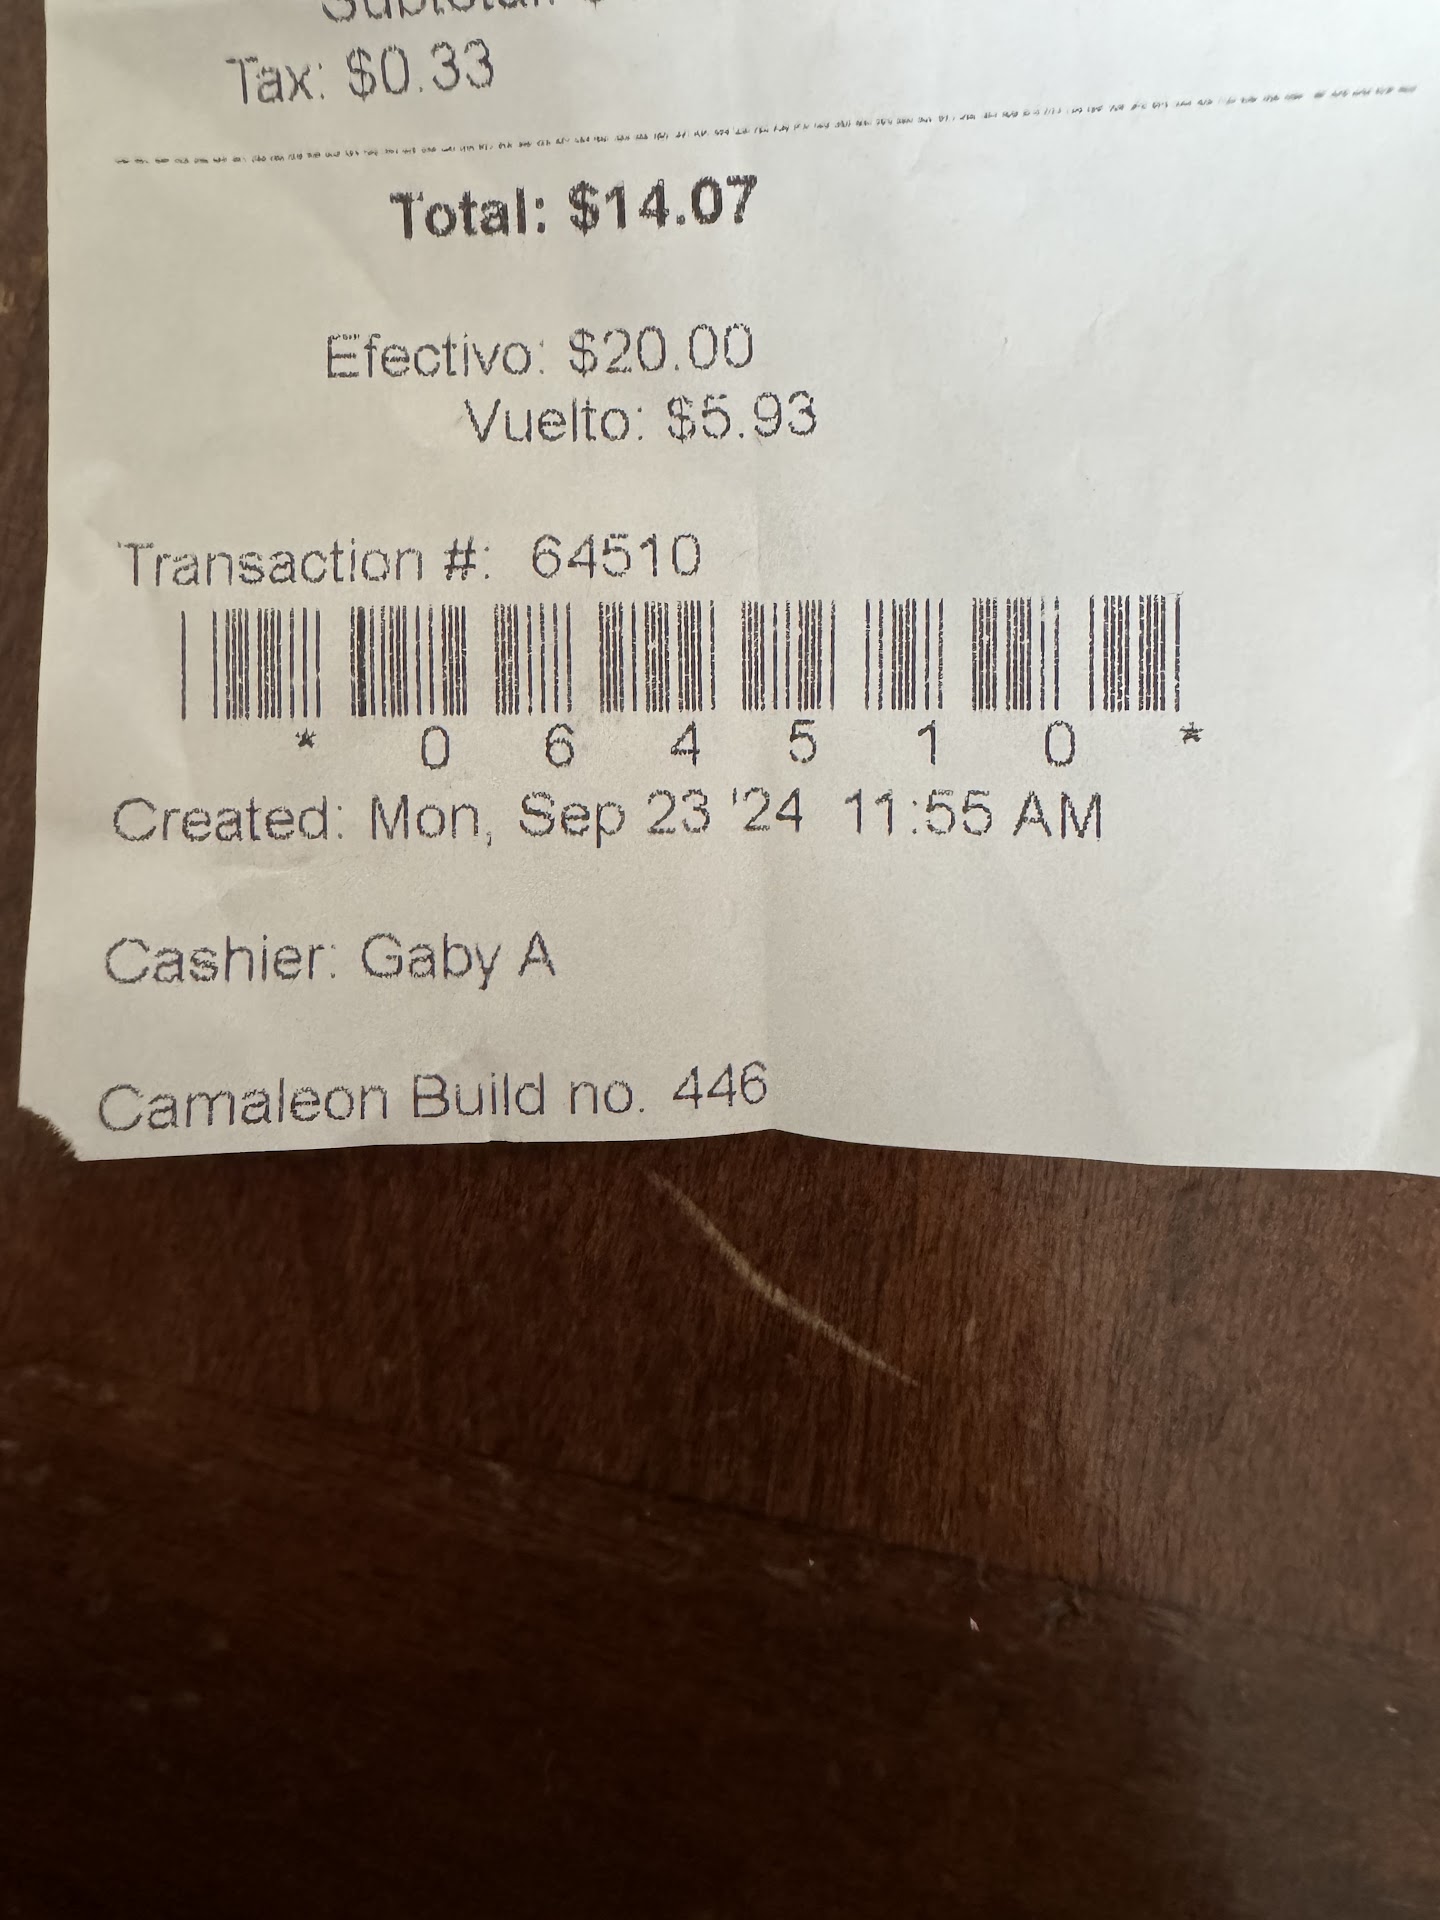 Subtotal:
Tax: $0.33
Total: $14.07
Efectivo: $20.00
Vuelto: $5.93
Transaction #: 64510
* 0 6 4 5 1 0 *
Created: Mon, Sep 23 '24 11:55 AM
Cashier: Gaby A
Camaleon Build no. 446